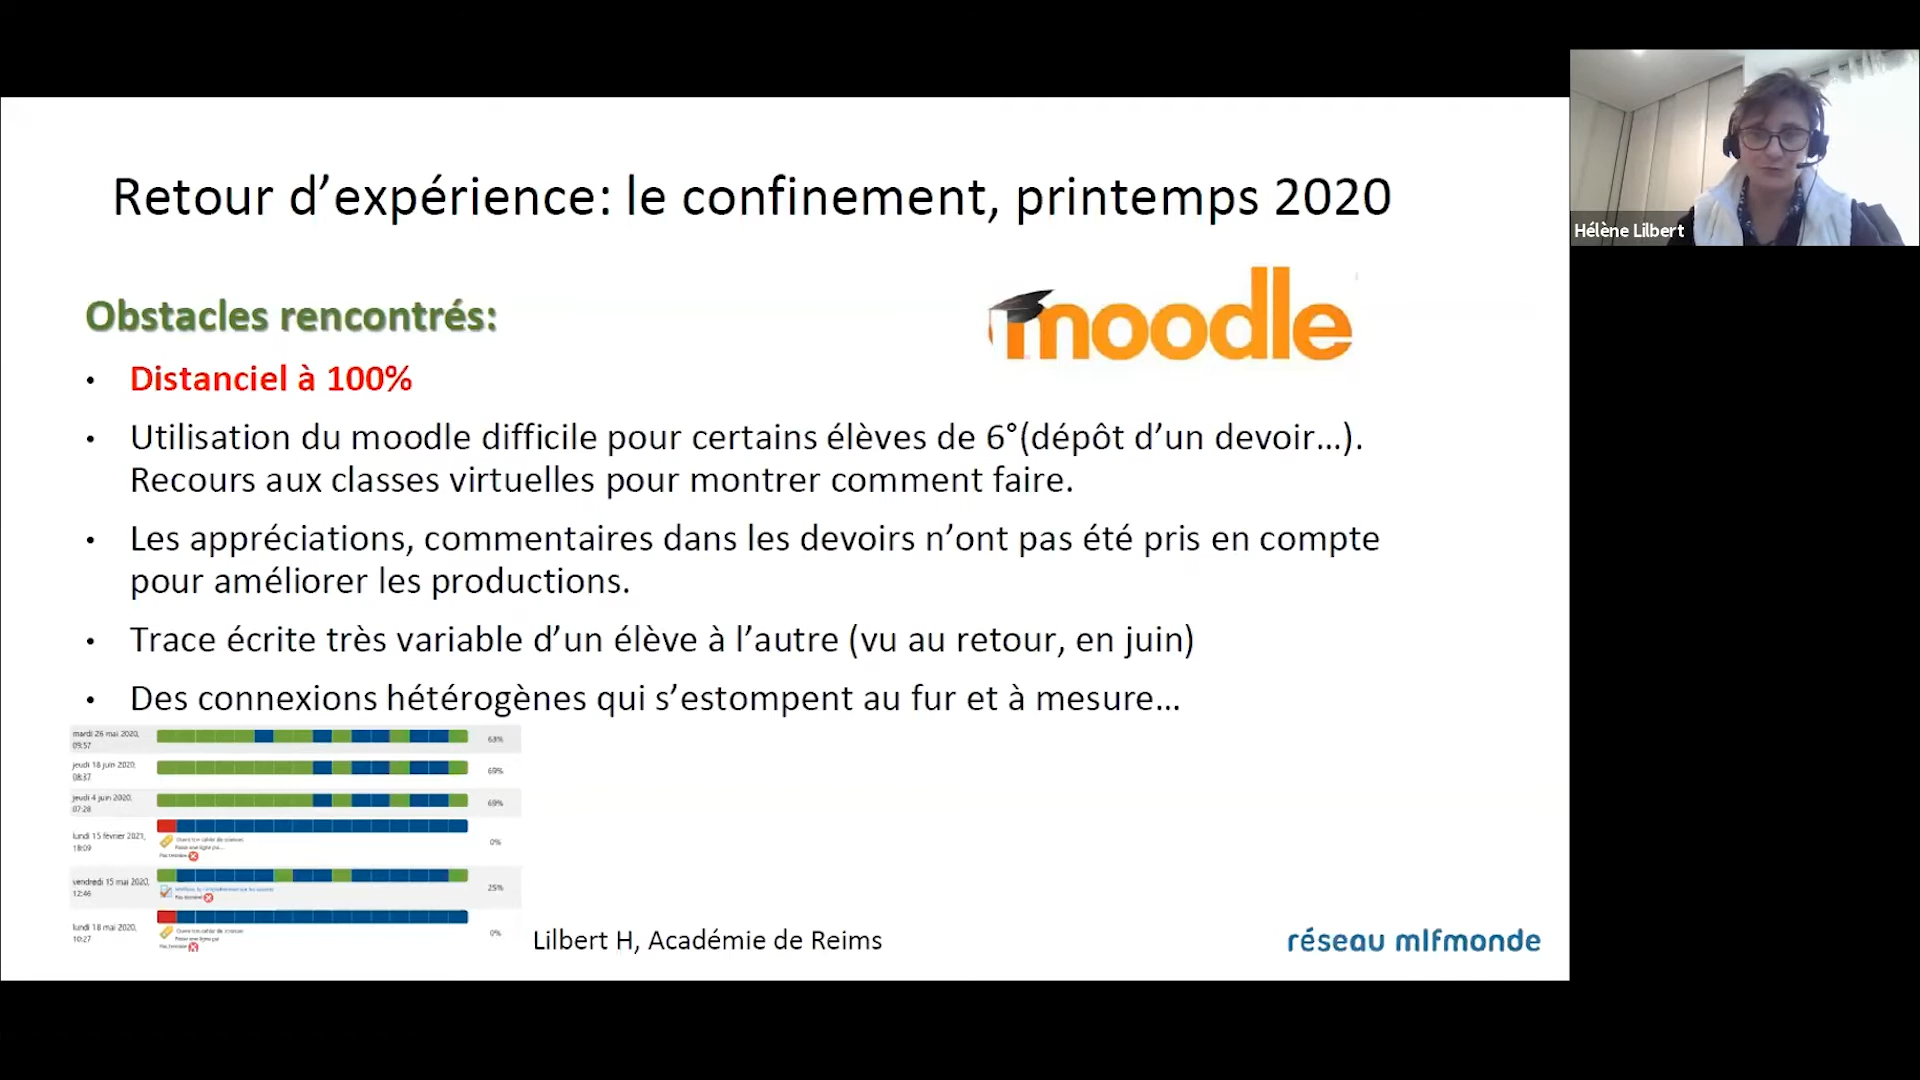 Retour d’expérience: le confinement, printemps 2020
Hélène Lilbert
moodle
Obstacles rencontrés:
• Distanciel à 100%
• Utilisation du moodle difficile pour certains élèves de 6°(dépôt d’un devoir…).
Recours aux classes virtuelles pour montrer comment faire.
• Les appréciations, commentaires dans les devoirs n’ont pas été pris en compte
pour améliorer les productions.
• Trace écrite très variable d’un élève à l’autre (vu au retour, en juin)
• Des connexions hétérogènes qui s’estompent au fur et à mesure…
mardi 26 mai 2020,
09:57
63%
jeudi 18 juin 2020,
08:37
69%
jeudi 4 juin 2020,
07:28
69%
lundi 15 février 2021,
18:09
0%
vendredi 15 mai 2020,
12:46
25%
lundi 18 mai 2020,
10:27
0%
Lilbert H, Académie de Reims
réseau mlfmonde